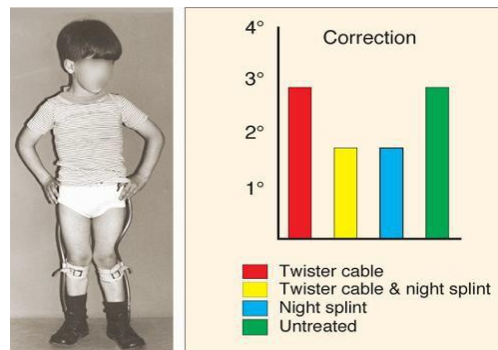 Correction
4°
3°
2°
1°
Twister cable
Twister cable & night splint
Night splint
Untreated